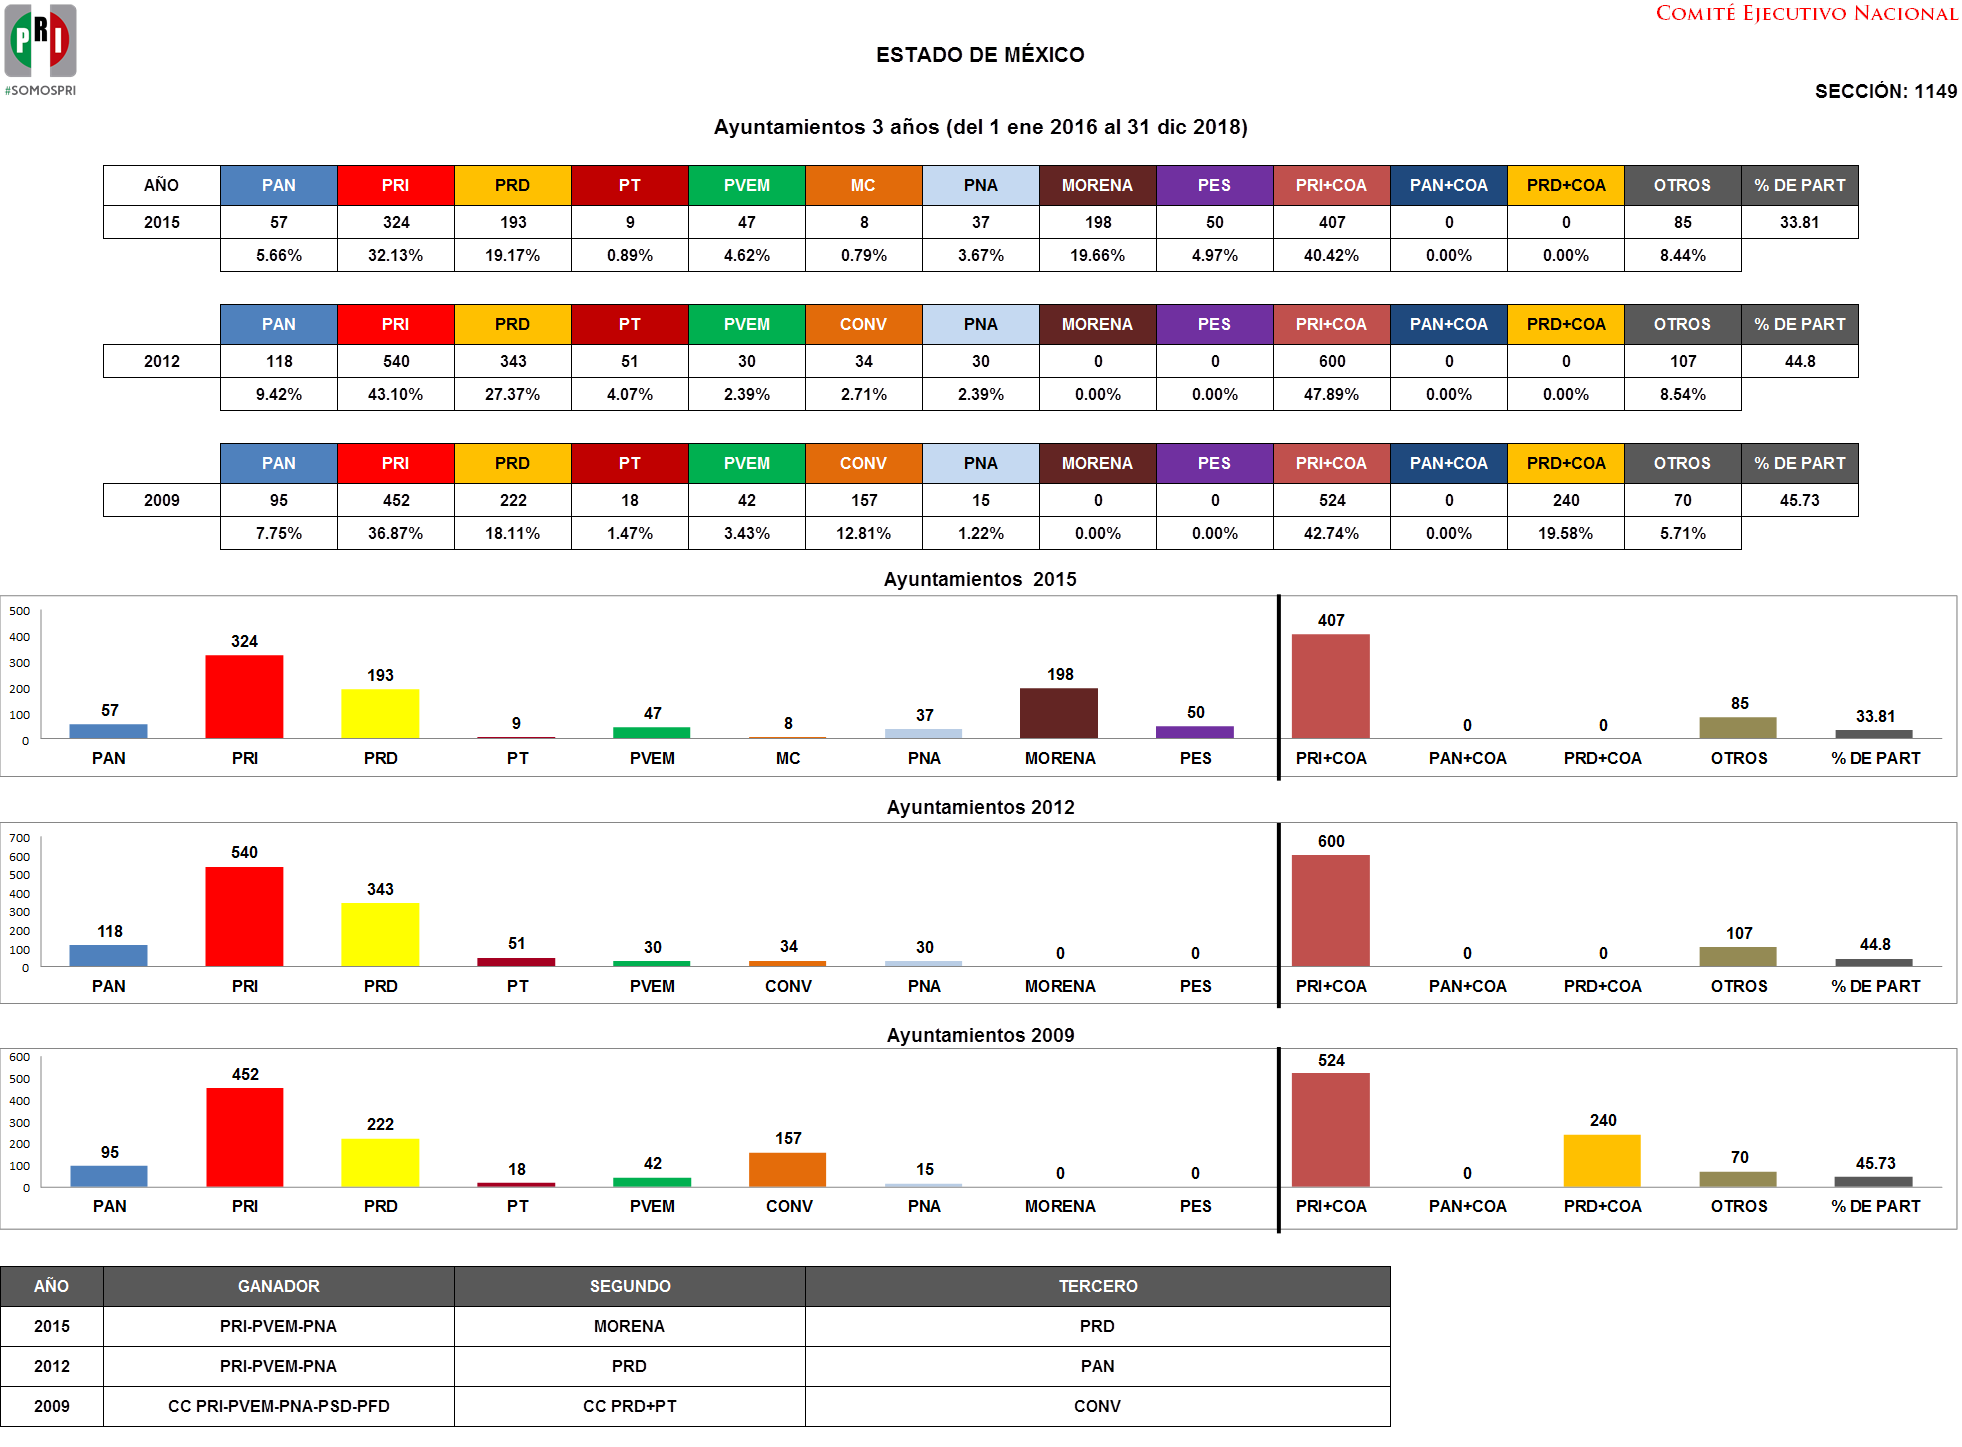 PRI
#SOMOSPRI
COMITÉ EJECUTIVO NACIONAL
ESTADO DE MÉXICO
SECCIÓN: 1149
Ayuntamientos 3 años (del 1 ene 2016 al 31 dic 2018)
AÑO PAN PRI PRD PT PVEM MC PNA MORENA PES PRI+COA PAN+COA PRD+COA OTROS % DE PART
2015 57 324 193 9 47 8 37 198 50 407 0 0 85 33.81
5.66% 32.13% 19.17% 0.89% 4.62% 0.79% 3.67% 19.66% 4.97% 40.42% 0.00% 0.00% 8.44%
PAN PRI PRD PT PVEM CONV PNA MORENA PES PRI+COA PAN+COA PRD+COA OTROS % DE PART
2012 118 540 343 51 30 34 30 0 0 600 0 0 107 44.8
9.42% 43.10% 27.37% 4.07% 2.39% 2.71% 2.39% 0.00% 0.00% 47.89% 0.00% 0.00% 8.54%
PAN PRI PRD PT PVEM CONV PNA MORENA PES PRI+COA PAN+COA PRD+COA OTROS % DE PART
2009 95 452 222 18 42 157 15 0 0 524 0 240 70 45.73
7.75% 36.87% 18.11% 1.47% 3.43% 12.81% 1.22% 0.00% 0.00% 42.74% 0.00% 19.58% 5.71%
Ayuntamientos 2015
500
400
300
200
100
0
57 324 193 9 47 8 37 198 50 407 0 0 85 33.81
PAN PRI PRD PT PVEM MC PNA MORENA PES PRI+COA PAN+COA PRD+COA OTROS % DE PART
Ayuntamientos 2012
700
600
500
400
300
200
100
0
118 540 343 51 30 34 30 0 0 600 0 0 107 44.8
PAN PRI PRD PT PVEM CONV PNA MORENA PES PRI+COA PAN+COA PRD+COA OTROS % DE PART
Ayuntamientos 2009
600
500
400
300
200
100
0
95 452 222 18 42 157 15 0 0 524 0 240 70 45.73
PAN PRI PRD PT PVEM CONV PNA MORENA PES PRI+COA PAN+COA PRD+COA OTROS % DE PART
AÑO GANADOR SEGUNDO TERCERO
2015 PRI-PVEM-PNA MORENA PRD
2012 PRI-PVEM-PNA PRD PAN
2009 CC PRI-PVEM-PNA-PSD-PFD CC PRD+PT CONV